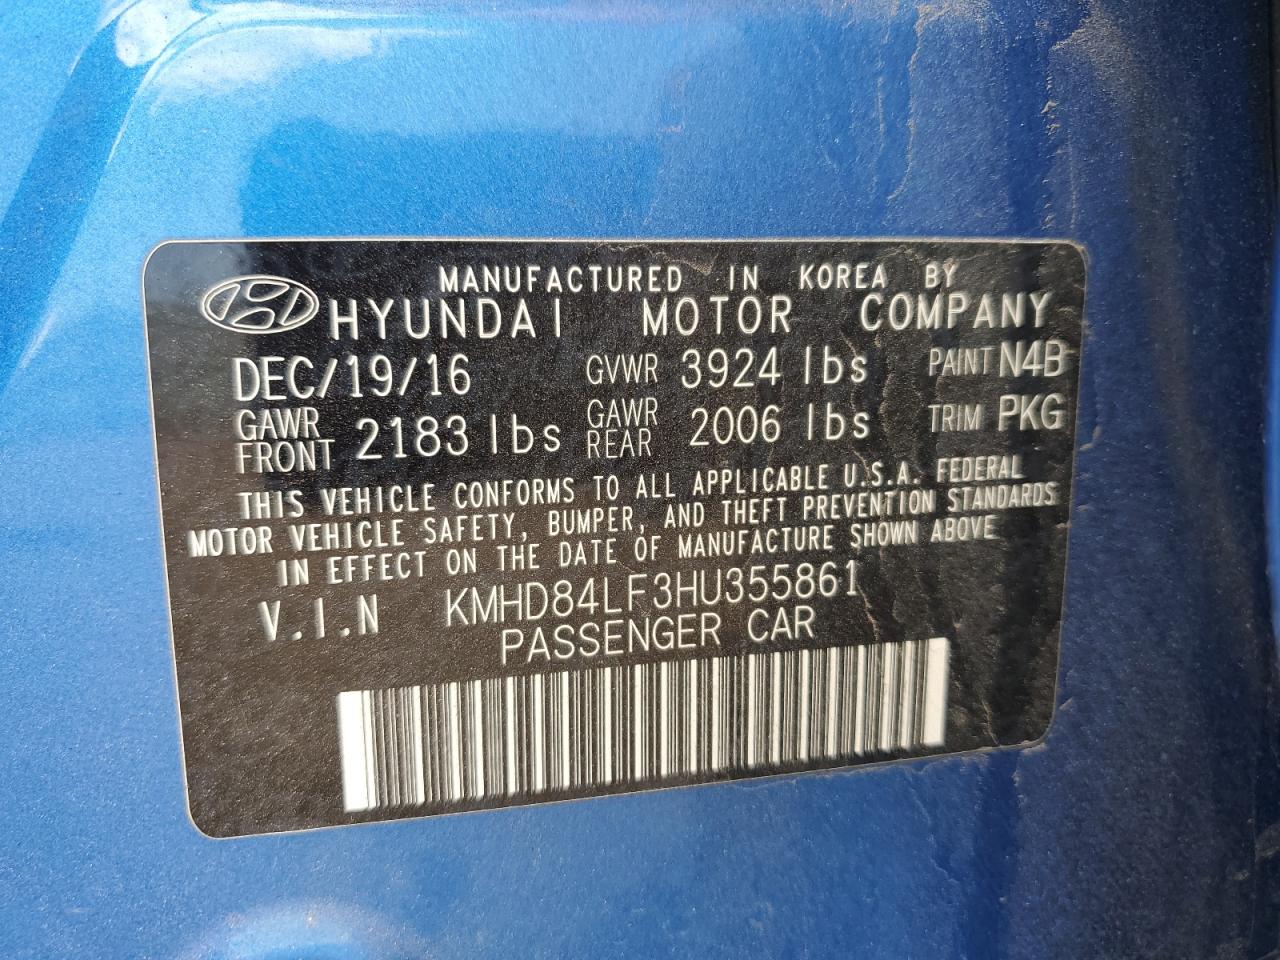 MANUFACTURED IN KOREA BY
HYUNDAI MOTOR COMPANY
DEC/19/16 GVWR 3924 lbs PAINT N4B
GAWR FRONT 2183 lbs GAWR REAR 2006 lbs TRIM PKG
THIS VEHICLE CONFORMS TO ALL APPLICABLE U.S.A. FEDERAL
MOTOR VEHICLE SAFETY, BUMPER, AND THEFT PREVENTION STANDARDS
IN EFFECT ON THE DATE OF MANUFACTURE SHOWN ABOVE
V.I.N KMHD84LF3HU355861
PASSENGER CAR